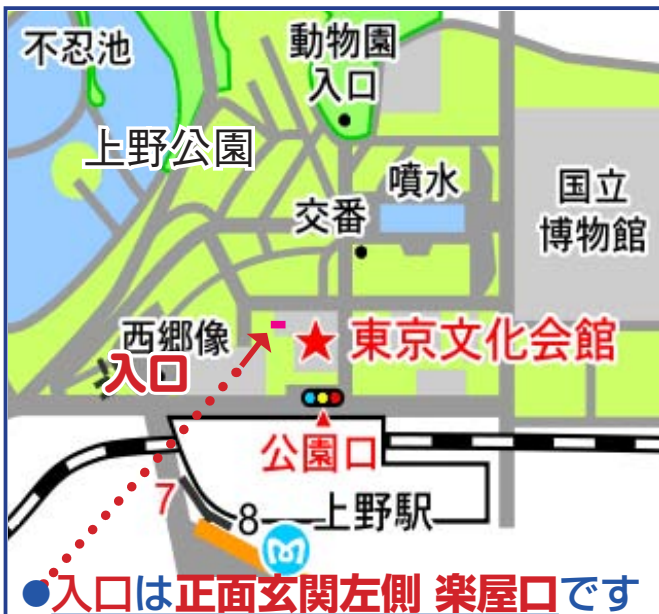 不忍池
動物園
入口
上野公園
噴水
国立
博物館
交番
西郷像
入口
東京文化会館
公園口
7
8
上野駅
●入口は正面玄関左側 楽屋口です